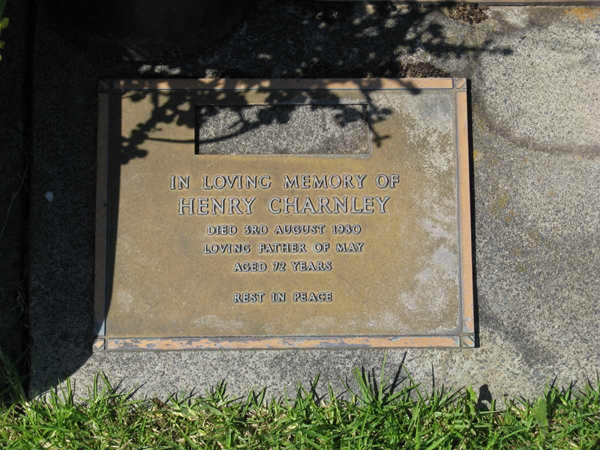 IN LOVING MEMORY OF
HENRY CHARNLEY
DIED 3RD AUGUST 1980
LOVING FATHER OF MAY
AGED 72 YEARS
REST IN PEACE